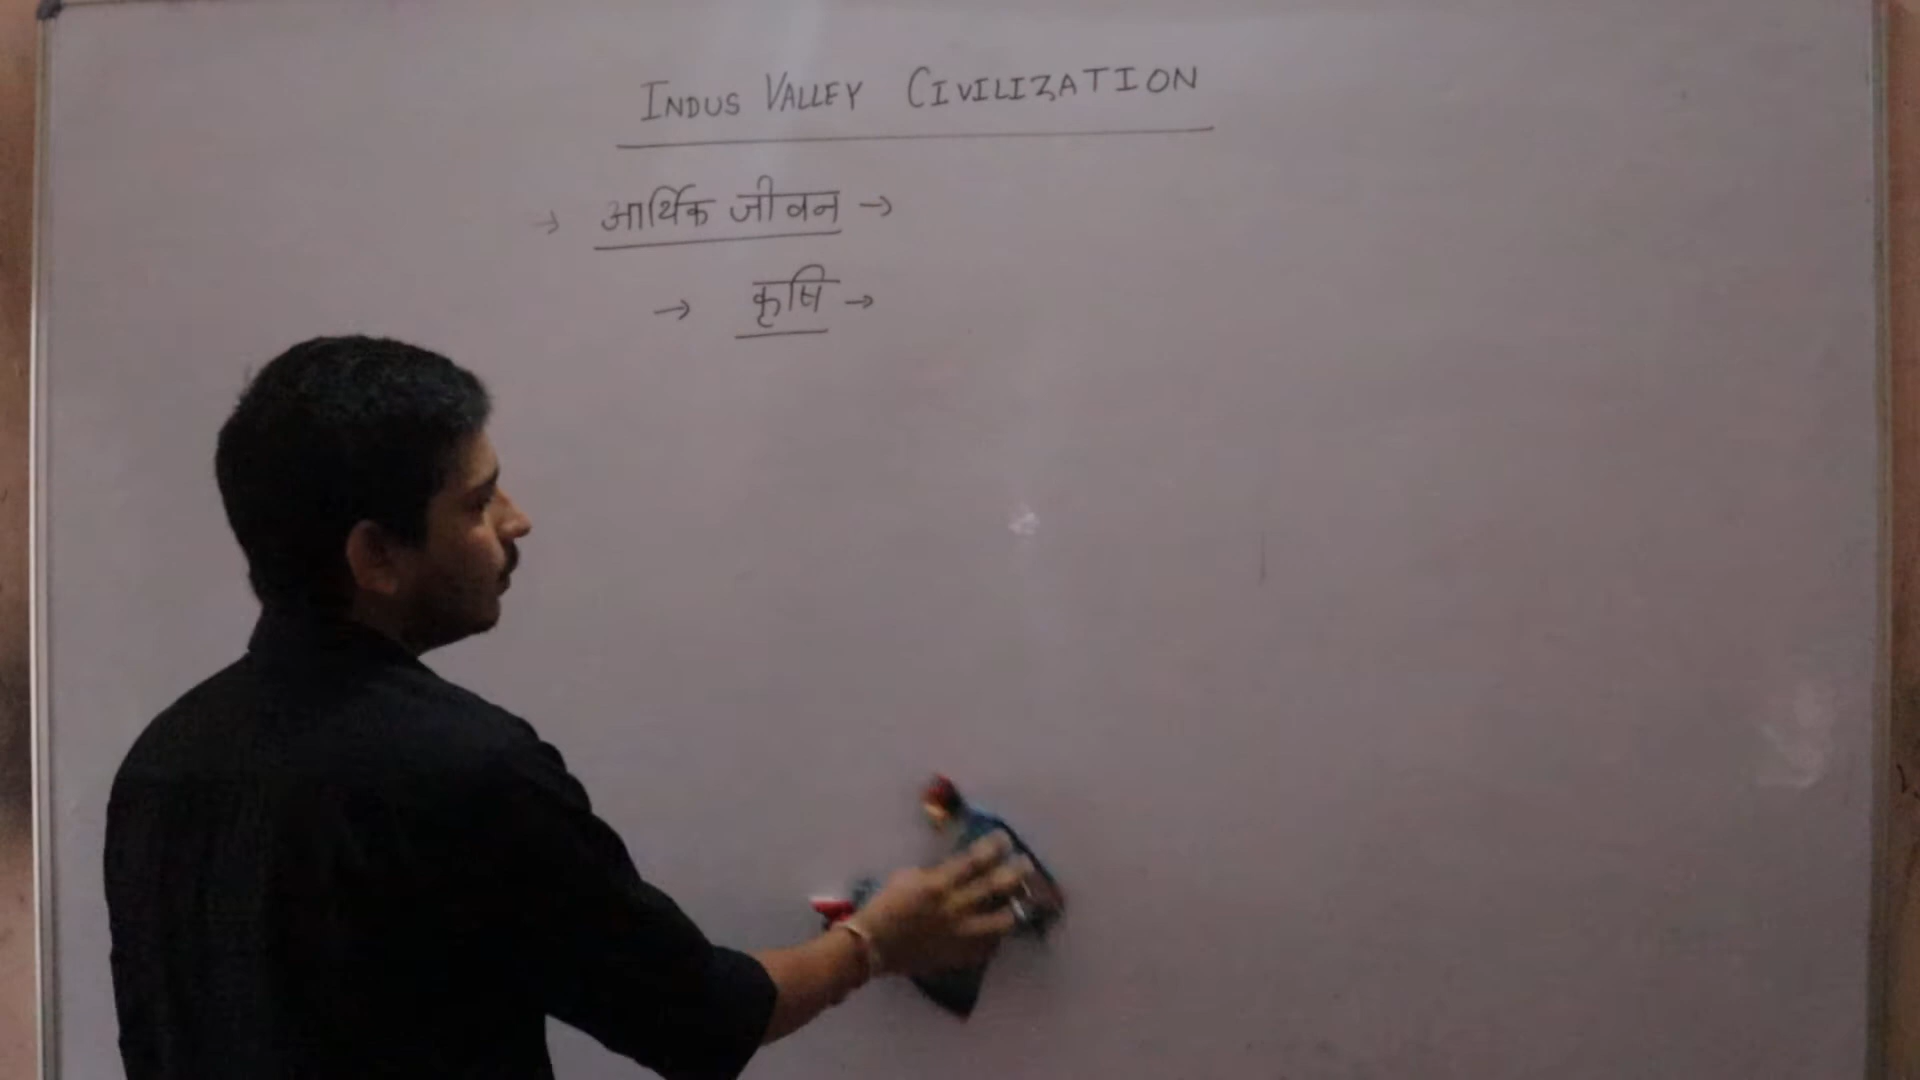 INDUS VALLEY CIVILIZATION
→ आर्थिक जीवन →
→ कृषि →